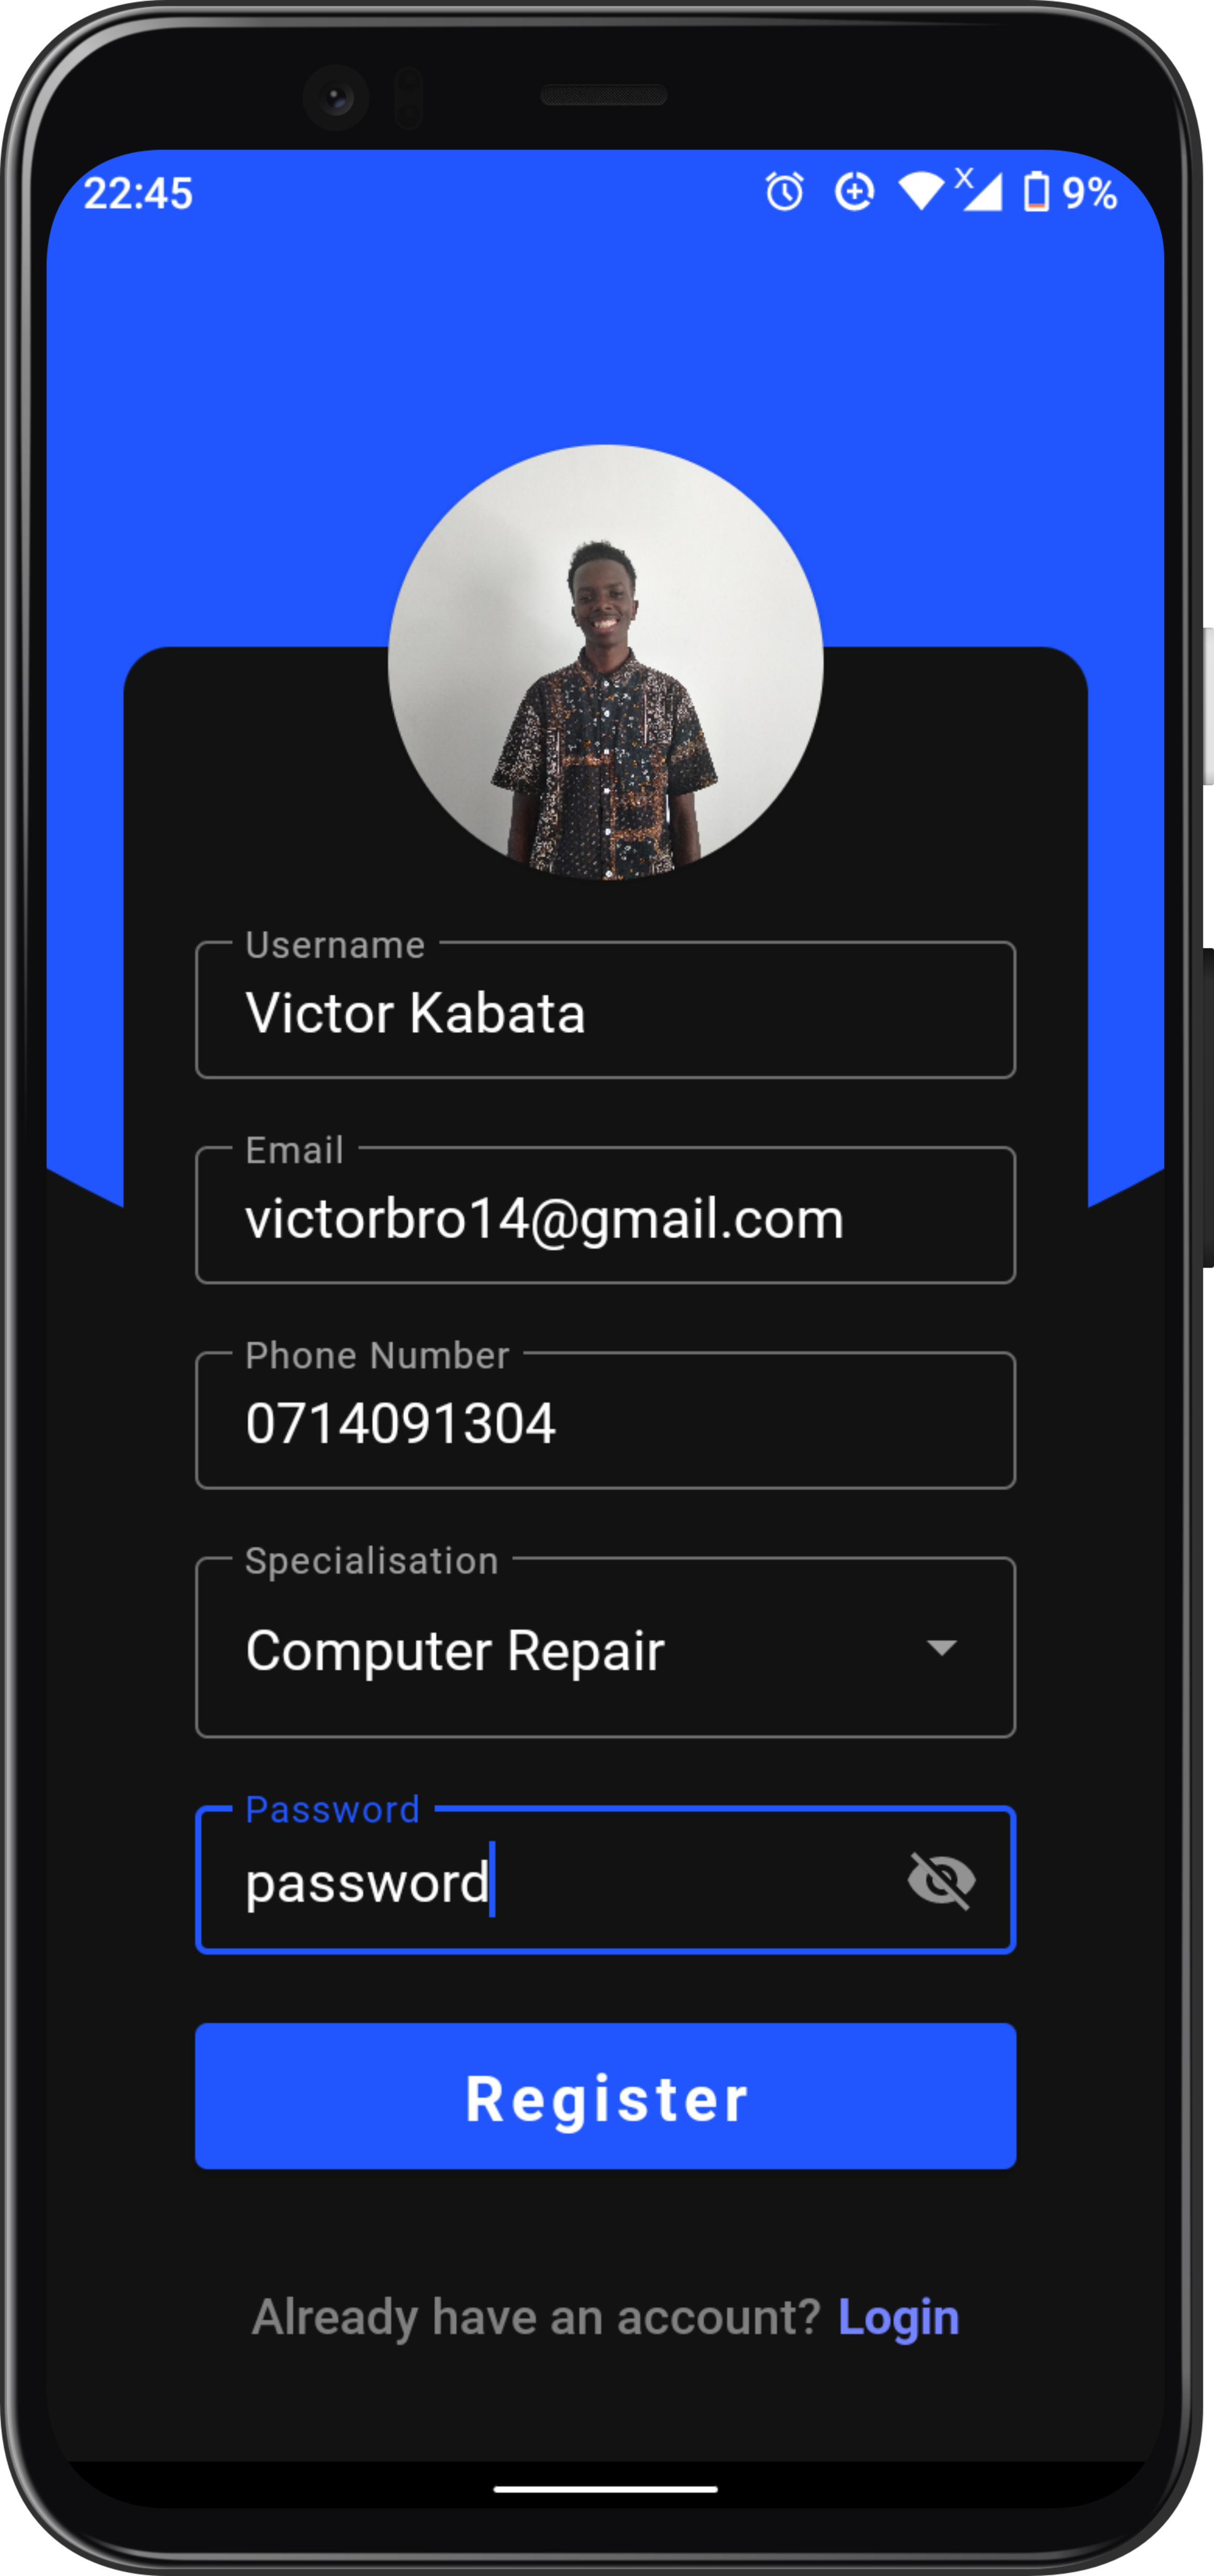 22:45 X 9%
Username
Victor Kabata
Email
victorbro14@gmail.com
Phone Number
0714091304
Specialisation
Computer Repair
Password
password
Register
Already have an account? Login